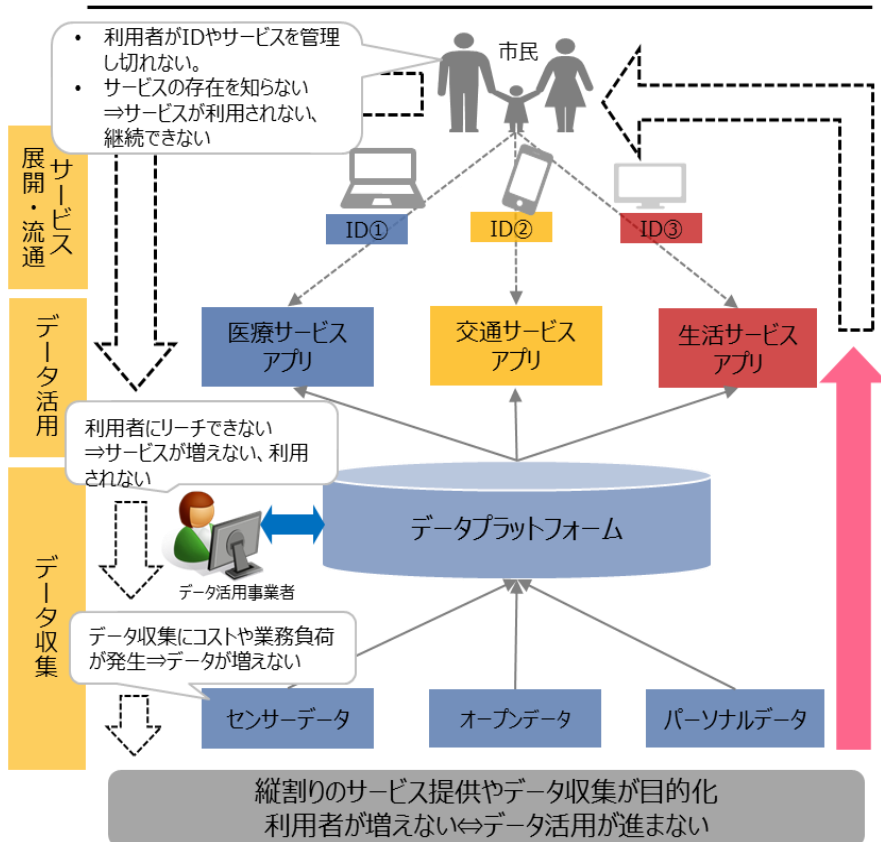 • 利用者がIDやサービスを管理
し切れない。
• サービスの存在を知らない
⇒サービスが利用されない、
継続できない
市民
サービス
展開・流通
ID①
ID②
ID③
データ活用
医療サービス
アプリ
交通サービス
アプリ
生活サービス
アプリ
利用者にリーチできない
⇒サービスが増えない、利用
されない
データプラットフォーム
データ活用事業者
データ収集
データ収集にコストや業務負荷
が発生⇒データが増えない
センサーデータ
オープンデータ
パーソナルデータ
縦割りのサービス提供やデータ収集が目的化
利用者が増えない⇔データ活用が進まない